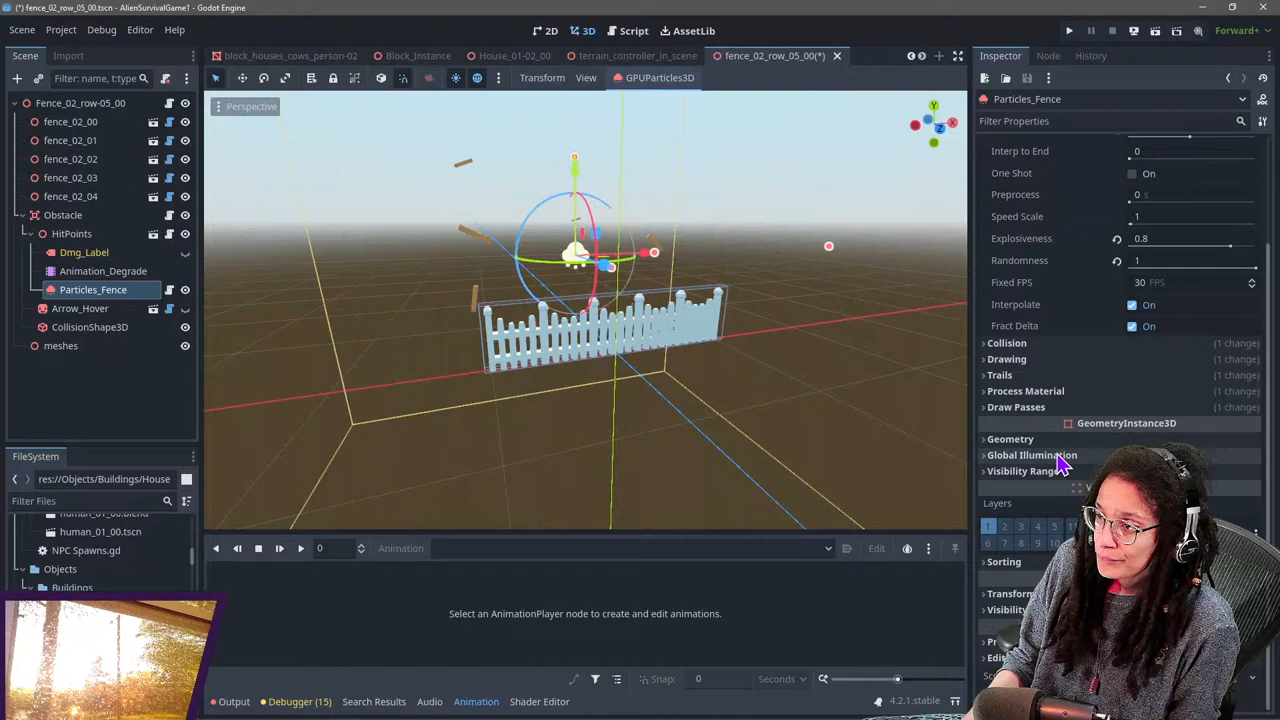 (*) fence_02_row_05_00.tscn - AlienSurvivalGame1 - Godot Engine
Scene Project Debug Editor Help
2D 3D Script AssetLib
Forward+
Scene Import
block_houses_cows_person-02 Block_Instance House_01-02_00 terrain_controller_in_scene fence_02_row_05_00(*)
Inspector Node History
Filter: name, t:type
Transform View GPUParticles3D
Perspective
Y
X
Z
Fence_02_row-05_00
fence_02_00
fence_02_01
fence_02_02
fence_02_03
fence_02_04
Obstacle
HitPoints
Dmg_Label
Animation_Degrade
Particles_Fence
Arrow_Hover
CollisionShape3D
meshes
FileSystem
res://Objects/Buildings/House
Filter Files
human_01_00.tscn
NPC Spawns.gd
Objects
Buildings
0 Animation Edit
Select an AnimationPlayer node to create and edit animations.
Snap: 0 Seconds
Output Debugger (15) Search Results Audio Animation Shader Editor
4.2.1.stable
Particles_Fence
Filter Properties
Interp to End 0
One Shot On
Preprocess 0 s
Speed Scale 1
Explosiveness 0.8
Randomness 1
Fixed FPS 30 FPS
Interpolate On
Fract Delta On
Collision (1 change)
Drawing (1 change)
Trails (1 change)
Process Material (1 change)
Draw Passes (1 change)
GeometryInstance3D
Geometry
Global Illumination
Visibility Range
Layers
1 2 3 4 5
6 7 8 9 10
Sorting
Transform